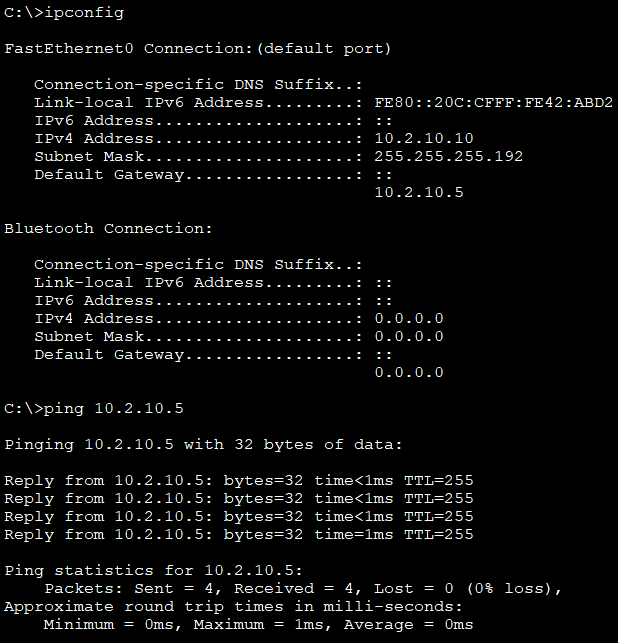 C:\>ipconfig
FastEthernet0 Connection:(default port)
Connection-specific DNS Suffix..:
Link-local IPv6 Address.........: FE80::20C:CFFF:FE42:ABD2
IPv6 Address....................: ::
IPv4 Address....................: 10.2.10.10
Subnet Mask.....................: 255.255.255.192
Default Gateway.................: ::
10.2.10.5
Bluetooth Connection:
Connection-specific DNS Suffix..:
Link-local IPv6 Address.........: ::
IPv6 Address....................: ::
IPv4 Address....................: 0.0.0.0
Subnet Mask.....................: 0.0.0.0
Default Gateway.................: ::
0.0.0.0
C:\>ping 10.2.10.5
Pinging 10.2.10.5 with 32 bytes of data:
Reply from 10.2.10.5: bytes=32 time<1ms TTL=255
Reply from 10.2.10.5: bytes=32 time<1ms TTL=255
Reply from 10.2.10.5: bytes=32 time<1ms TTL=255
Reply from 10.2.10.5: bytes=32 time=1ms TTL=255
Ping statistics for 10.2.10.5:
Packets: Sent = 4, Received = 4, Lost = 0 (0% loss),
Approximate round trip times in milli-seconds:
Minimum = 0ms, Maximum = 1ms, Average = 0ms